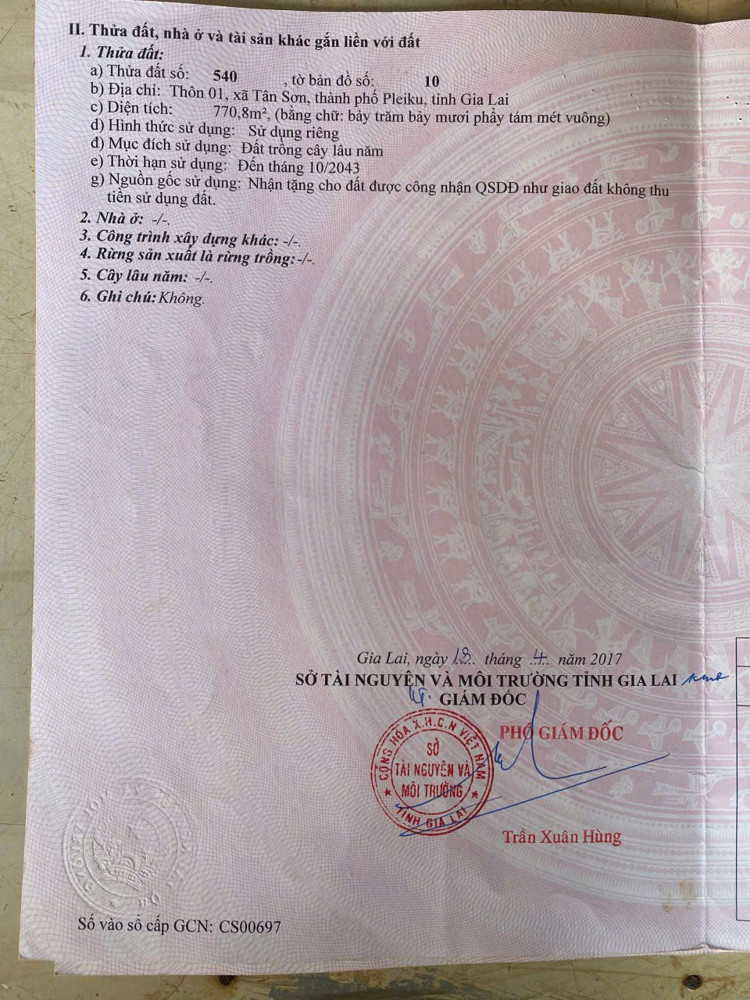 II. Thửa đất, nhà ở và tài sản khác gắn liền với đất
1. Thửa đất:
a) Thửa đất số: 540 , tờ bản đồ số: 10
b) Địa chỉ: Thôn 01, xã Tân Sơn, thành phố Pleiku, tỉnh Gia Lai
c) Diện tích: 770,8m², (bằng chữ: bảy trăm bảy mươi phẩy tám mét vuông)
d) Hình thức sử dụng: Sử dụng riêng
đ) Mục đích sử dụng: Đất trồng cây lâu năm
e) Thời hạn sử dụng: Đến tháng 10/2043
g) Nguồn gốc sử dụng: Nhận tặng cho đất được công nhận QSDĐ như giao đất không thu
tiền sử dụng đất.
2. Nhà ở: -/-.
3. Công trình xây dựng khác: -/-.
4. Rừng sản xuất là rừng trồng:-/-.
5. Cây lâu năm: -/-.
6. Ghi chú: Không.
Gia Lai, ngày 18 tháng 4 năm 2017
SỞ TÀI NGUYÊN VÀ MÔI TRƯỜNG TỈNH GIA LAI
KT. GIÁM ĐỐC
PHÓ GIÁM ĐỐC
CỘNG HÒA X.H.C.N VIỆT NAM
SỞ
TÀI NGUYÊN VÀ
MÔI TRƯỜNG
TỈNH GIA LAI
Trần Xuân Hùng
Số vào sổ cấp GCN: CS00697